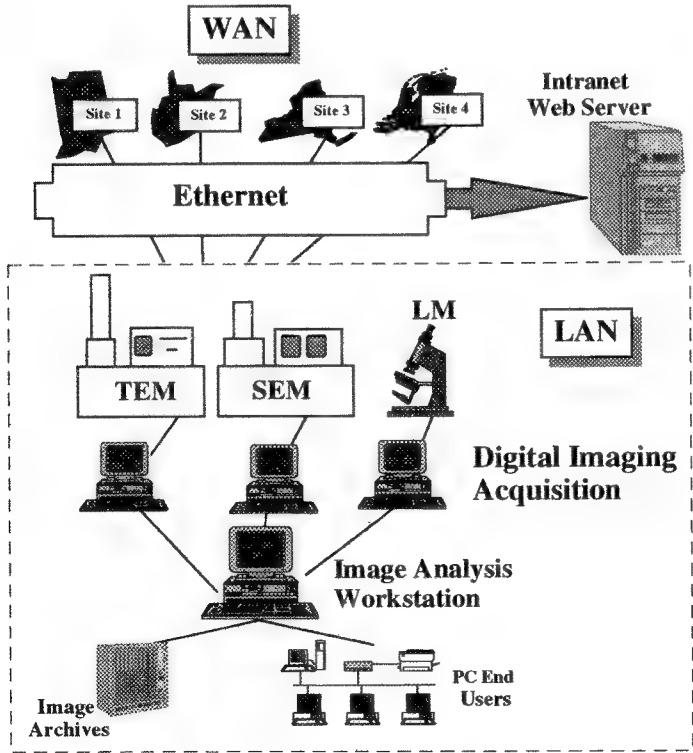 WAN
Site 1
Site 2
Site 3
Site 4
Intranet
Web Server
Ethernet
LM
LAN
TEM
SEM
Digital Imaging
Acquisition
Image Analysis
Workstation
Image
Archives
PC End
Users